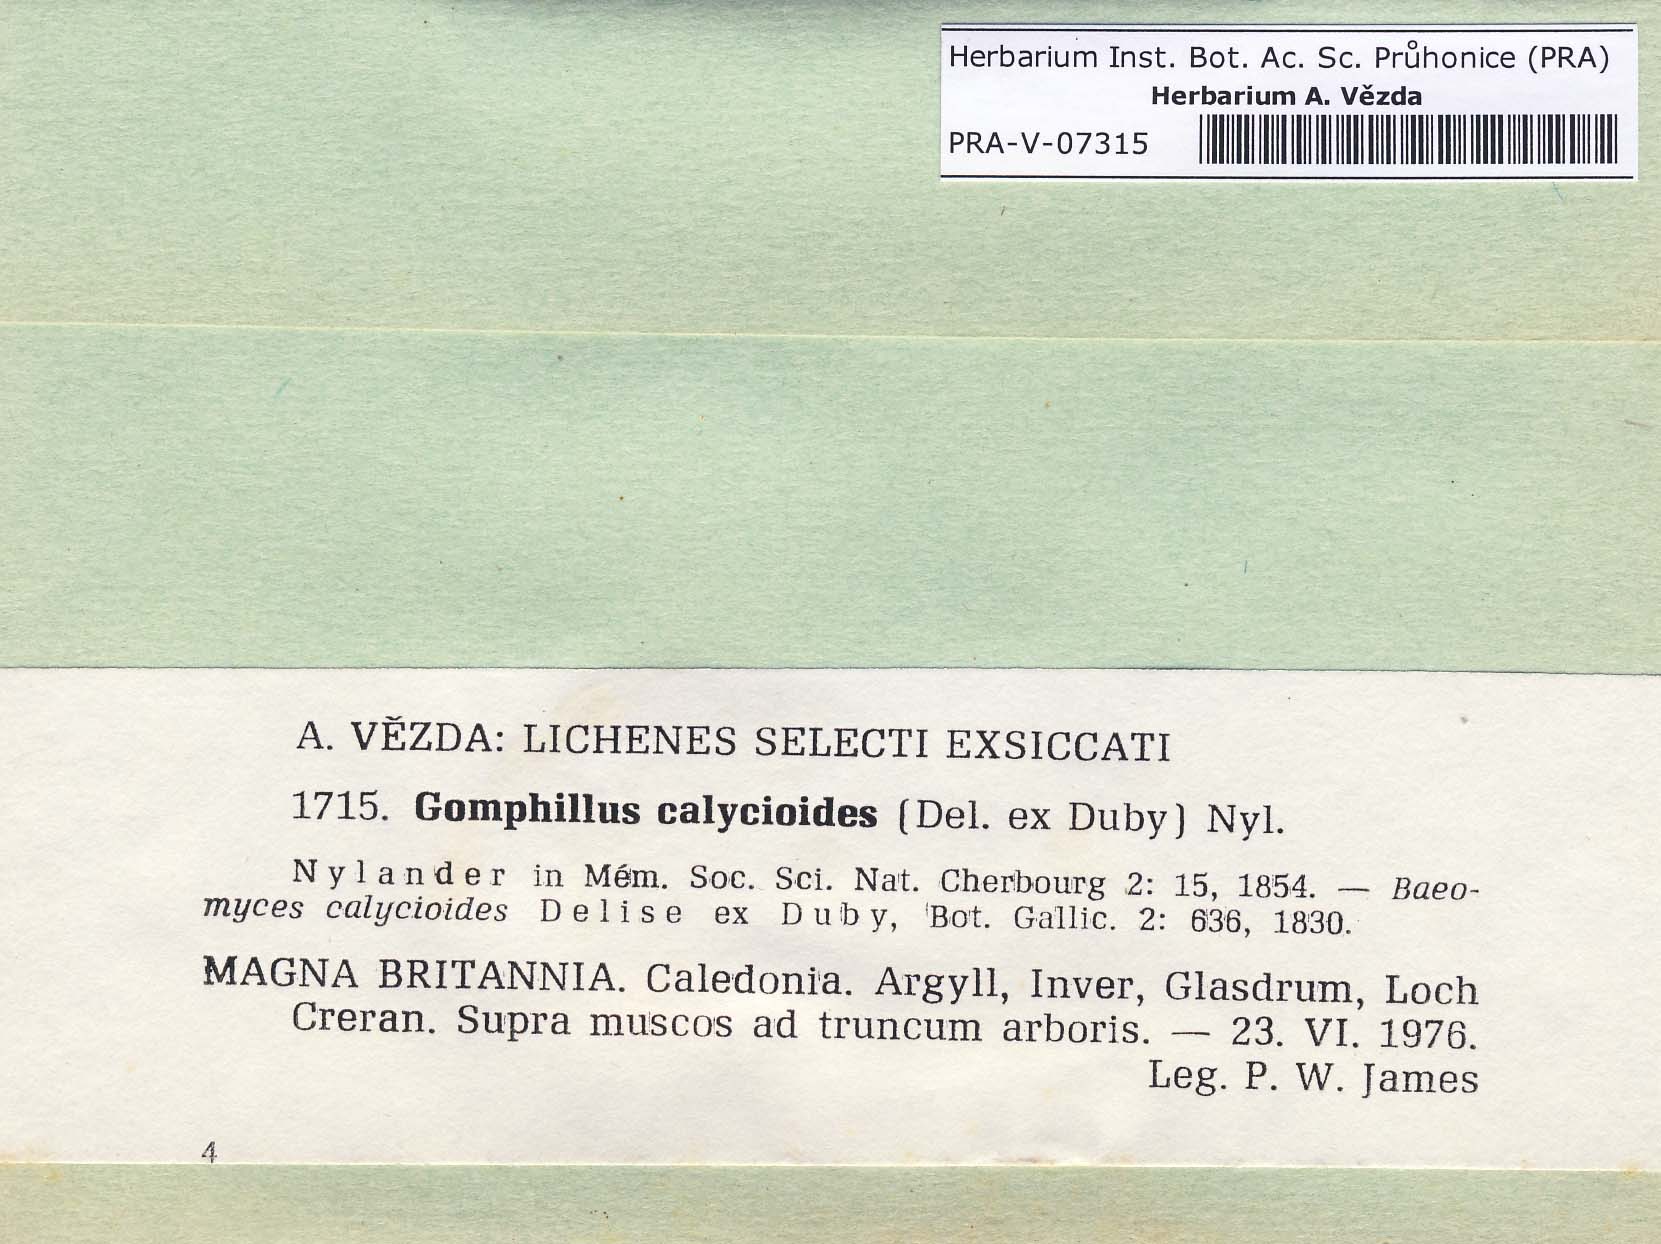 Herbarium Inst. Bot. Ac. Sc. Průhonice (PRA)
Herbarium A. Vězda
PRA-V-07315
A. VĚZDA: LICHENES SELECTI EXSICCATI
1715. Gomphillus calycioides (Del. ex Duby) Nyl.
Nylander in Mém. Soc. Sci. Nat. Cherbourg 2: 15, 1854. — Baeo-
myces calycioides Delise ex Duby, Bot. Gallic. 2: 636, 1830.
MAGNA BRITANNIA. Caledonia. Argyll, Inver, Glasdrum, Loch
Creran. Supra muscos ad truncum arboris. — 23. VI. 1976.
Leg. P. W. James
4